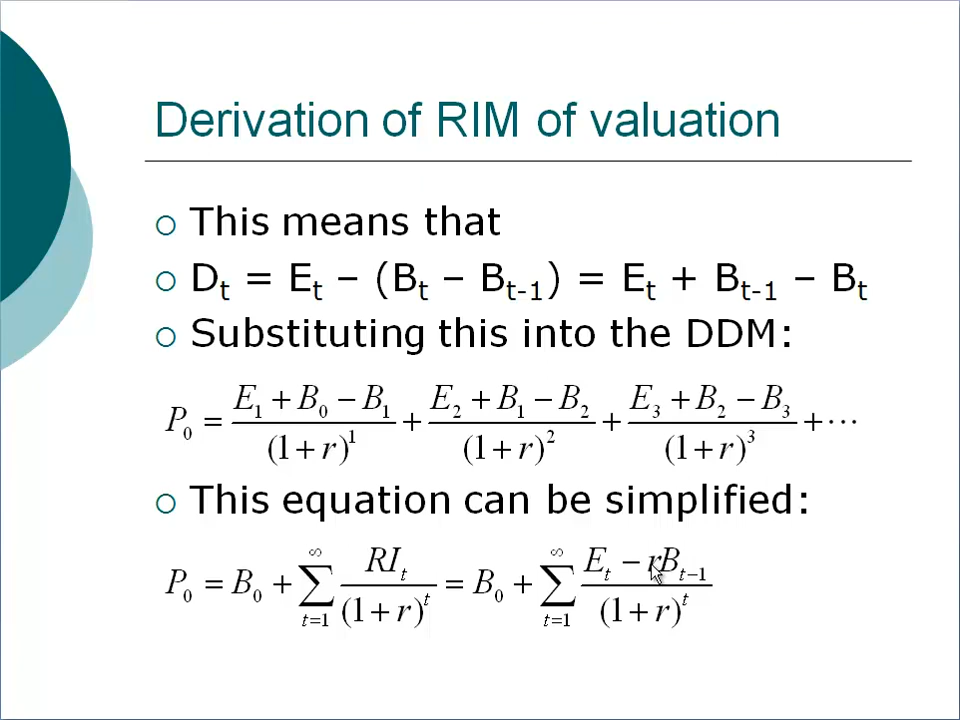 Derivation of RIM of valuation
This means that
Dₜ = Eₜ – (Bₜ – Bₜ₋₁) = Eₜ + Bₜ₋₁ – Bₜ
Substituting this into the DDM:
P₀ = (E₁ + B₀ − B₁)/(1 + r)¹ + (E₂ + B₁ − B₂)/(1 + r)² + (E₃ + B₂ − B₃)/(1 + r)³ + ⋯
This equation can be simplified:
P₀ = B₀ + ∑_{t=1}^{∞} RIₜ/(1 + r)ᵗ = B₀ + ∑_{t=1}^{∞} (Eₜ − rBₜ₋₁)/(1 + r)ᵗ